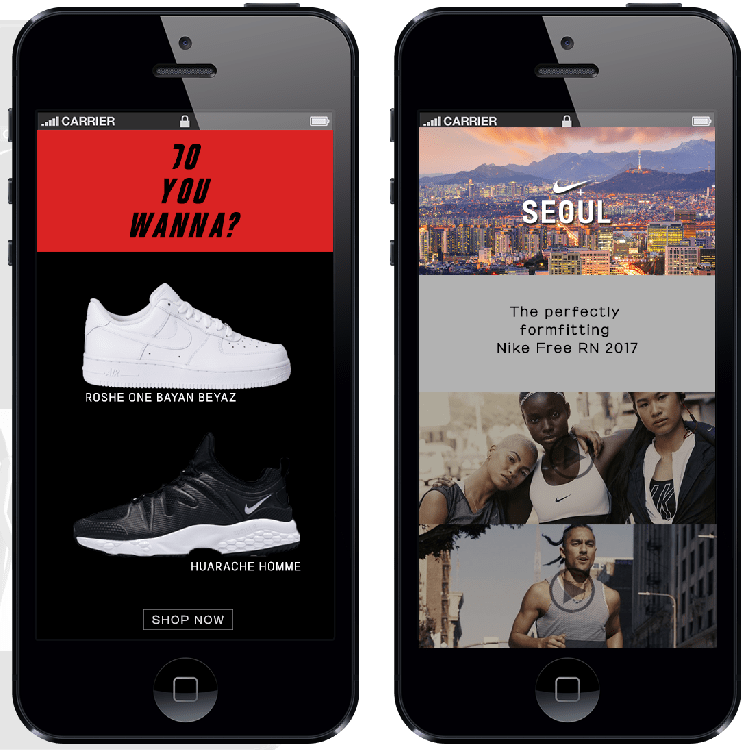 CARRIER
DO
YOU
WANNA?
ROSHE ONE BAYAN BEYAZ
HUARACHE HOMME
SHOP NOW
CARRIER
SEOUL
The perfectly
formfitting
Nike Free RN 2017
NIKE